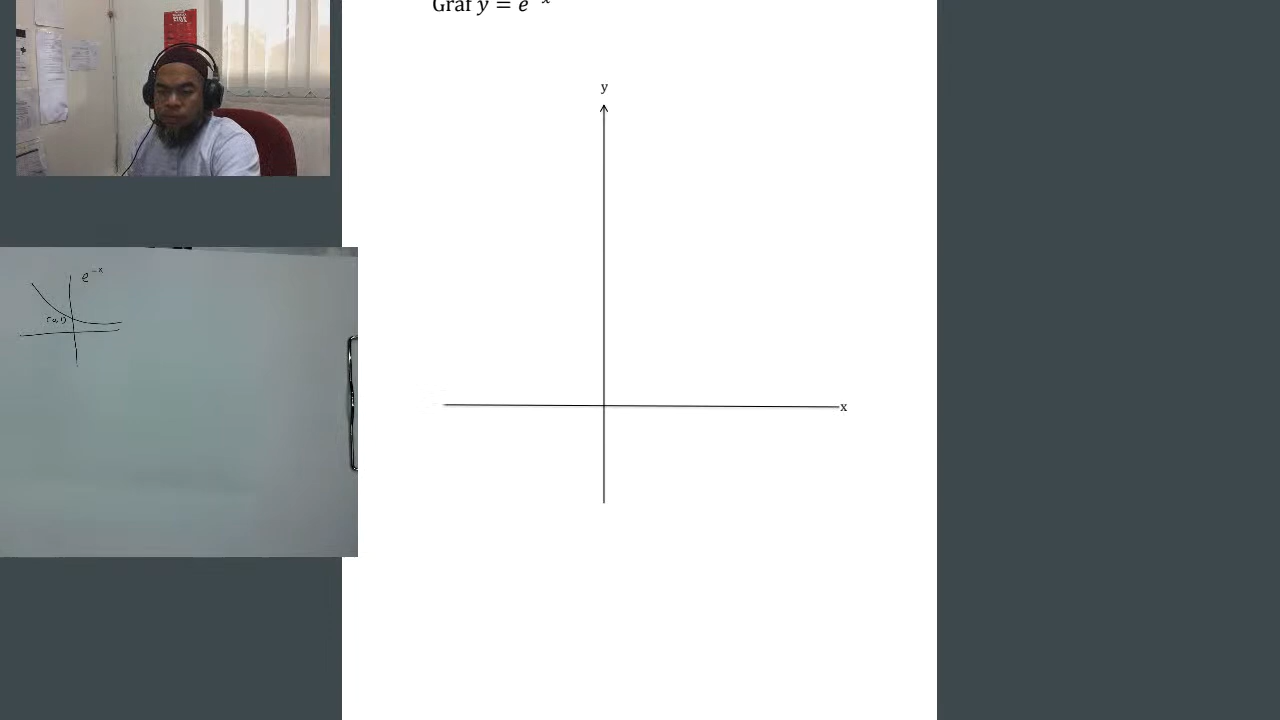 Graf y = e⁻ˣ
y
x
e⁻ˣ
(0,1)